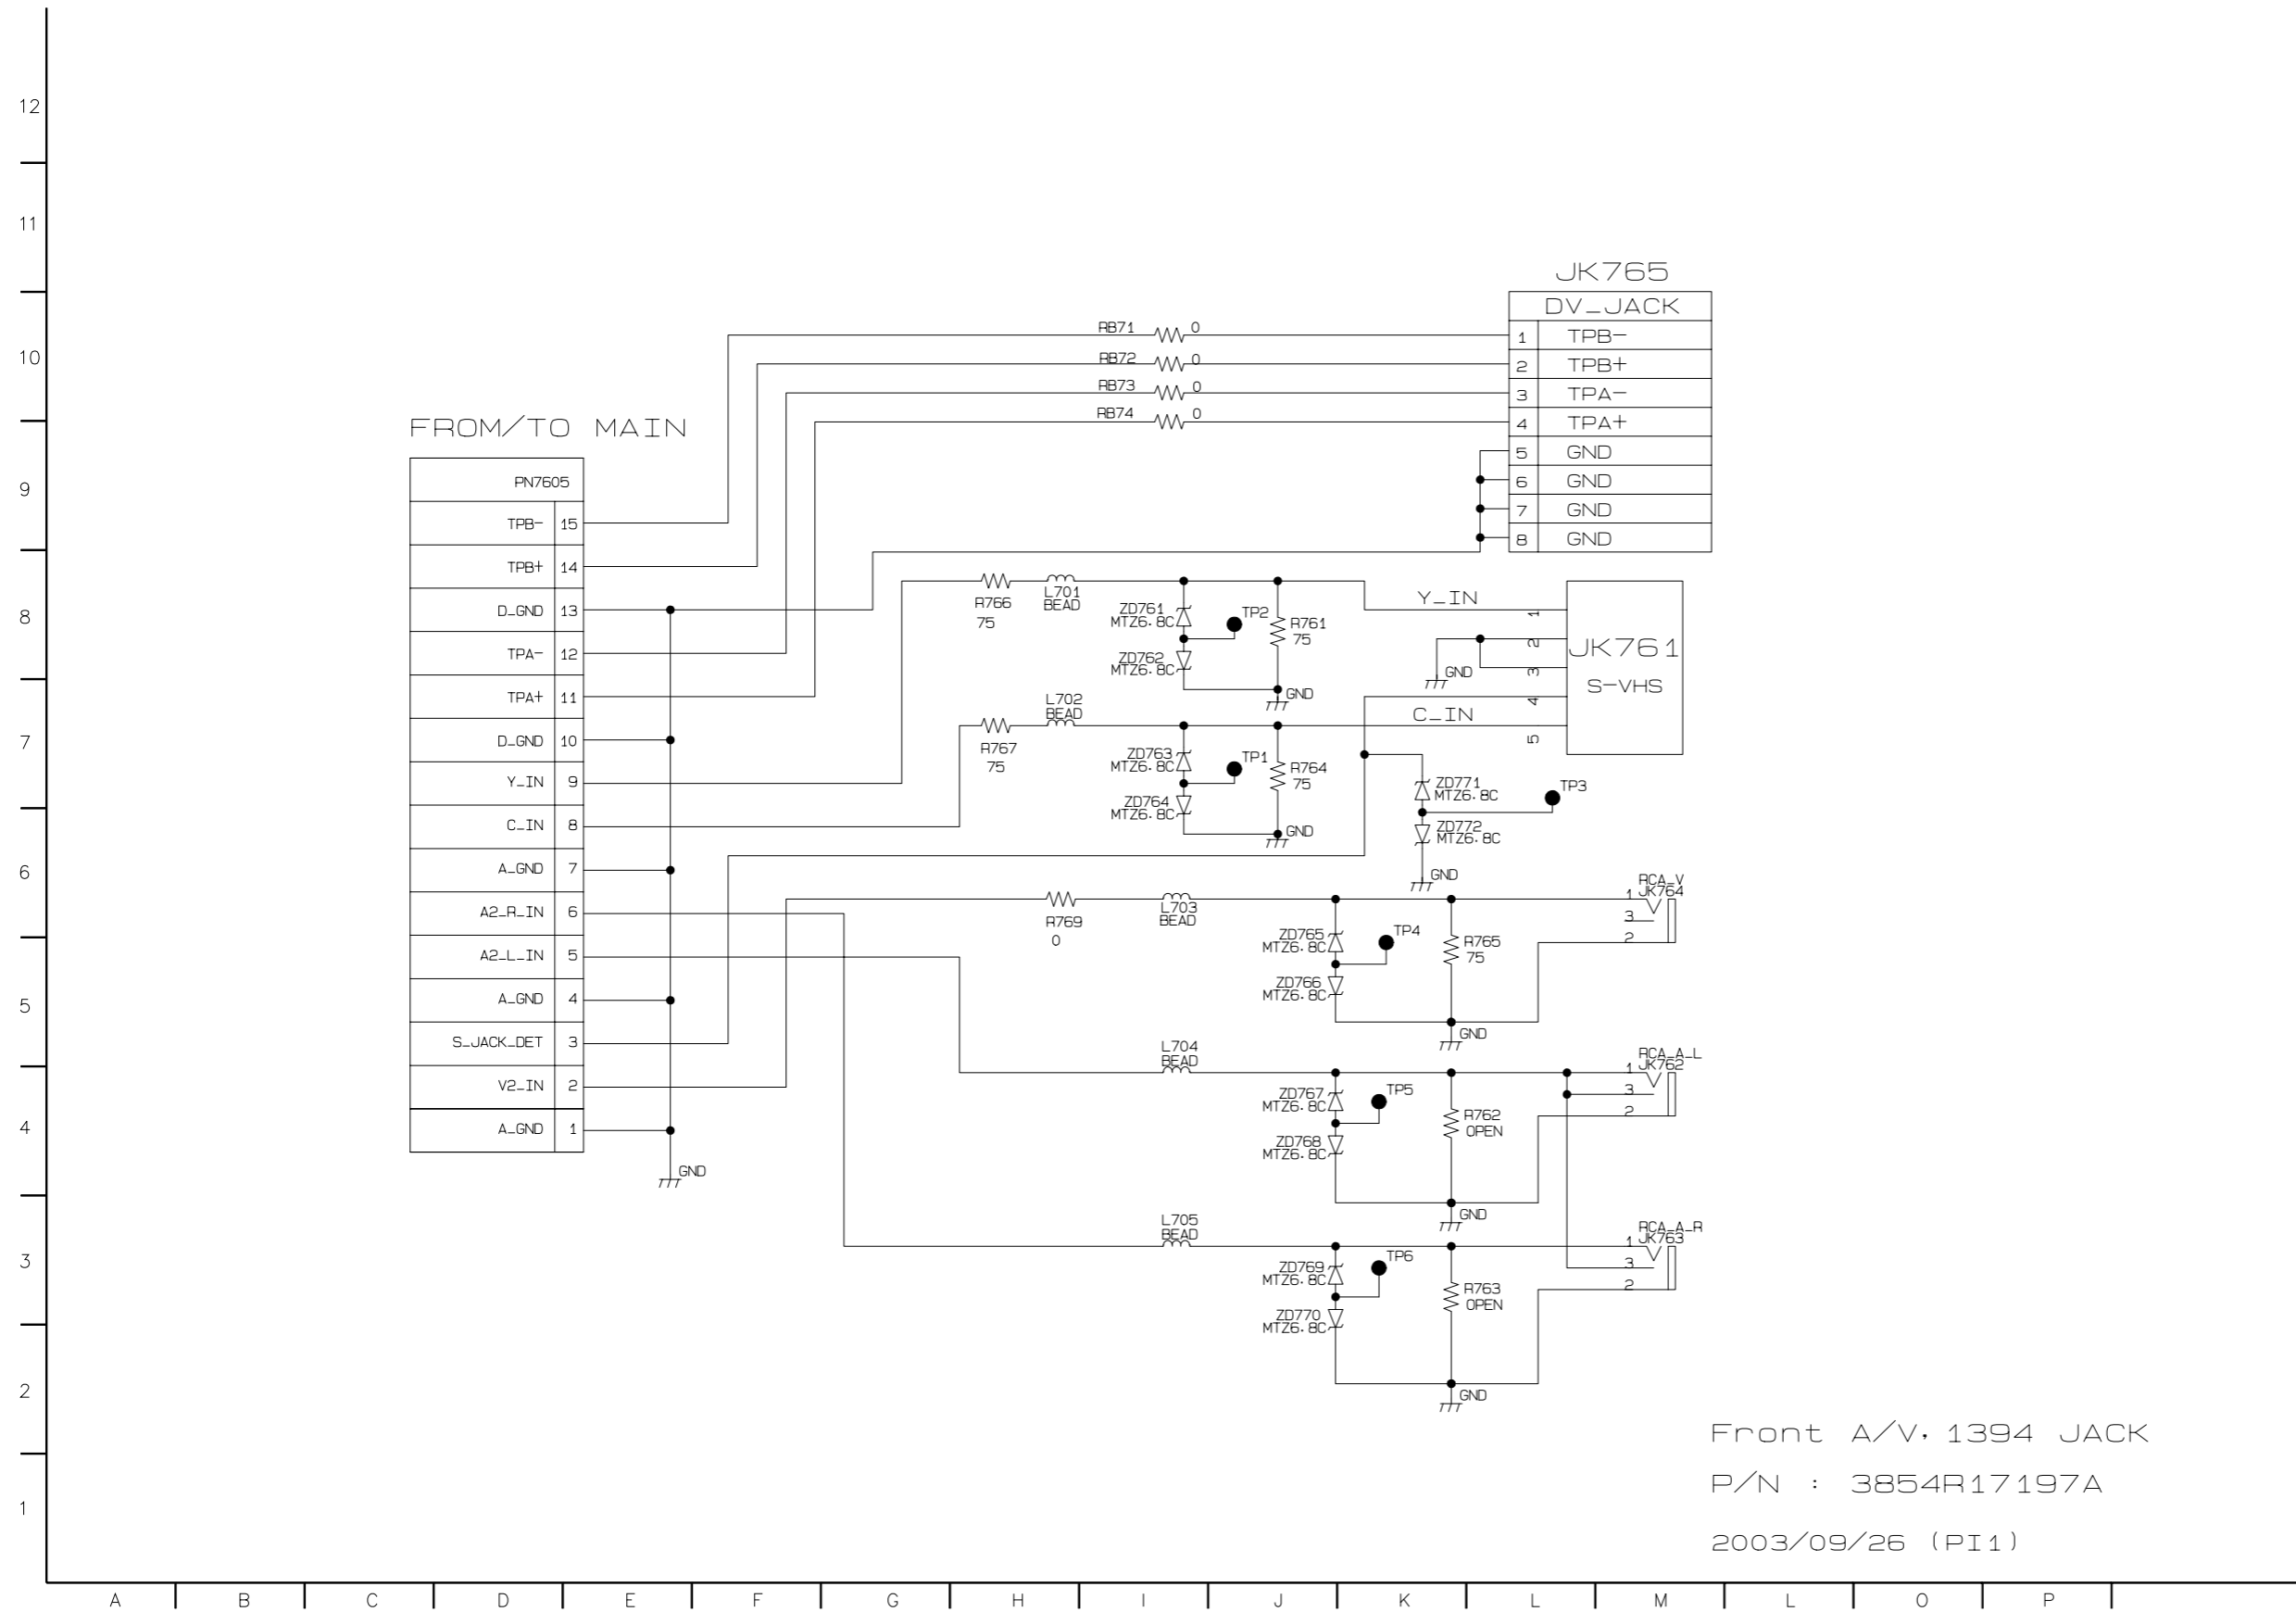 12
11
10
9
8
7
6
5
4
3
2
1
A B C D E F G H I J K L M L O P
FROM/TO MAIN
PN7605
TPB- 15
TPB+ 14
D_GND 13
TPA- 12
TPA+ 11
D_GND 10
Y_IN 9
C_IN 8
A_GND 7
A2_R_IN 6
A2_L_IN 5
A_GND 4
S_JACK_DET 3
V2_IN 2
A_GND 1
GND
JK765
DV_JACK
1 TPB-
2 TPB+
3 TPA-
4 TPA+
5 GND
6 GND
7 GND
8 GND
RB71 0
RB72 0
RB73 0
RB74 0
R766
75
L701
BEAD
ZD761
MTZ6.8C
ZD762
MTZ6.8C
TP2
R761
75
GND
Y_IN
1
2
3
4
5
JK761
S-VHS
GND
C_IN
R767
75
L702
BEAD
ZD763
MTZ6.8C
ZD764
MTZ6.8C
TP1
R764
75
GND
ZD771
MTZ6.8C
ZD772
MTZ6.8C
TP3
GND
R769
0
L703
BEAD
ZD765
MTZ6.8C
ZD766
MTZ6.8C
TP4
R765
75
GND
RCA_V
JK764
1
3
2
L704
BEAD
ZD767
MTZ6.8C
ZD768
MTZ6.8C
TP5
R762
OPEN
GND
RCA_A_L
JK762
1
3
2
L705
BEAD
ZD769
MTZ6.8C
ZD770
MTZ6.8C
TP6
R763
OPEN
GND
RCA_A_R
JK763
1
3
2
Front A/V, 1394 JACK
P/N : 3854R17197A
2003/09/26 (PI1)